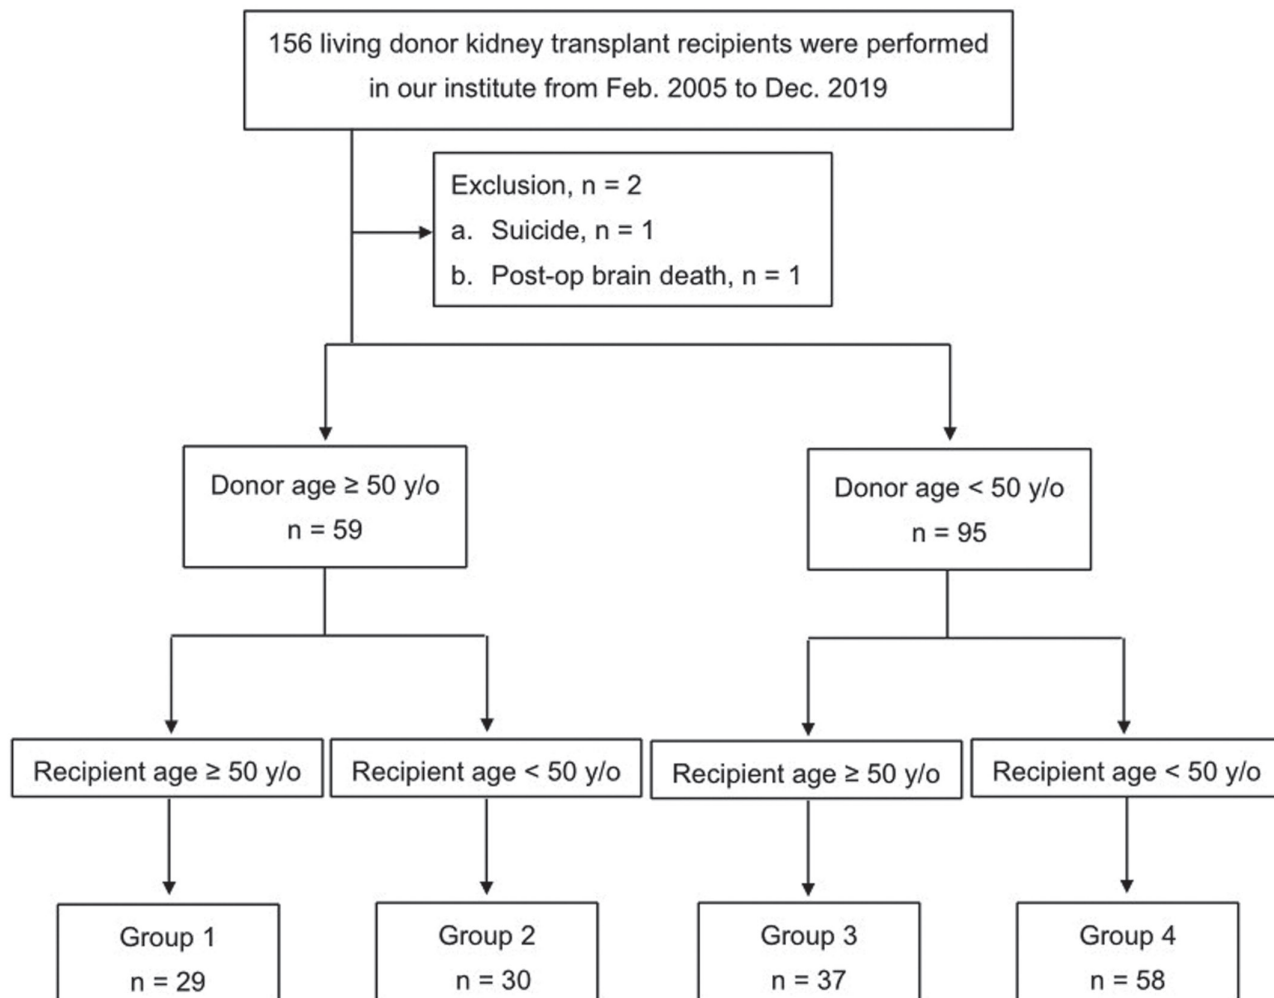 156 living donor kidney transplant recipients were performed
in our institute from Feb. 2005 to Dec. 2019
Exclusion, n = 2
a. Suicide, n = 1
b. Post-op brain death, n = 1
Donor age ≥ 50 y/o
n = 59
Donor age < 50 y/o
n = 95
Recipient age ≥ 50 y/o
Recipient age < 50 y/o
Recipient age ≥ 50 y/o
Recipient age < 50 y/o
Group 1
n = 29
Group 2
n = 30
Group 3
n = 37
Group 4
n = 58